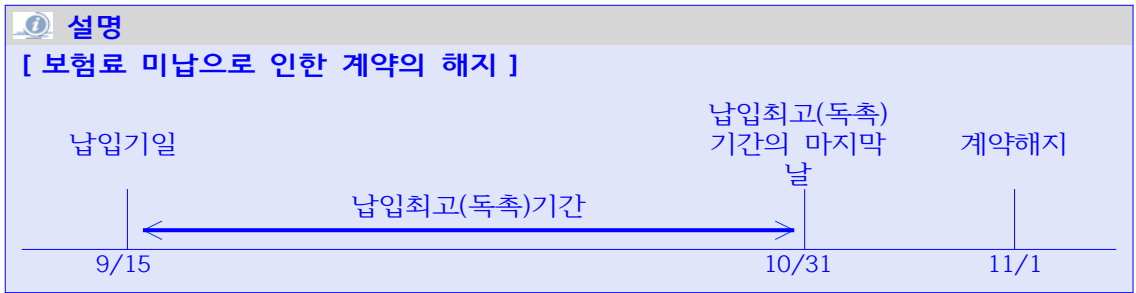 설명
[ 보험료 미납으로 인한 계약의 해지 ]
납입기일
납입최고(독촉)
기간의 마지막
날
계약해지
납입최고(독촉)기간
9/15
10/31
11/1